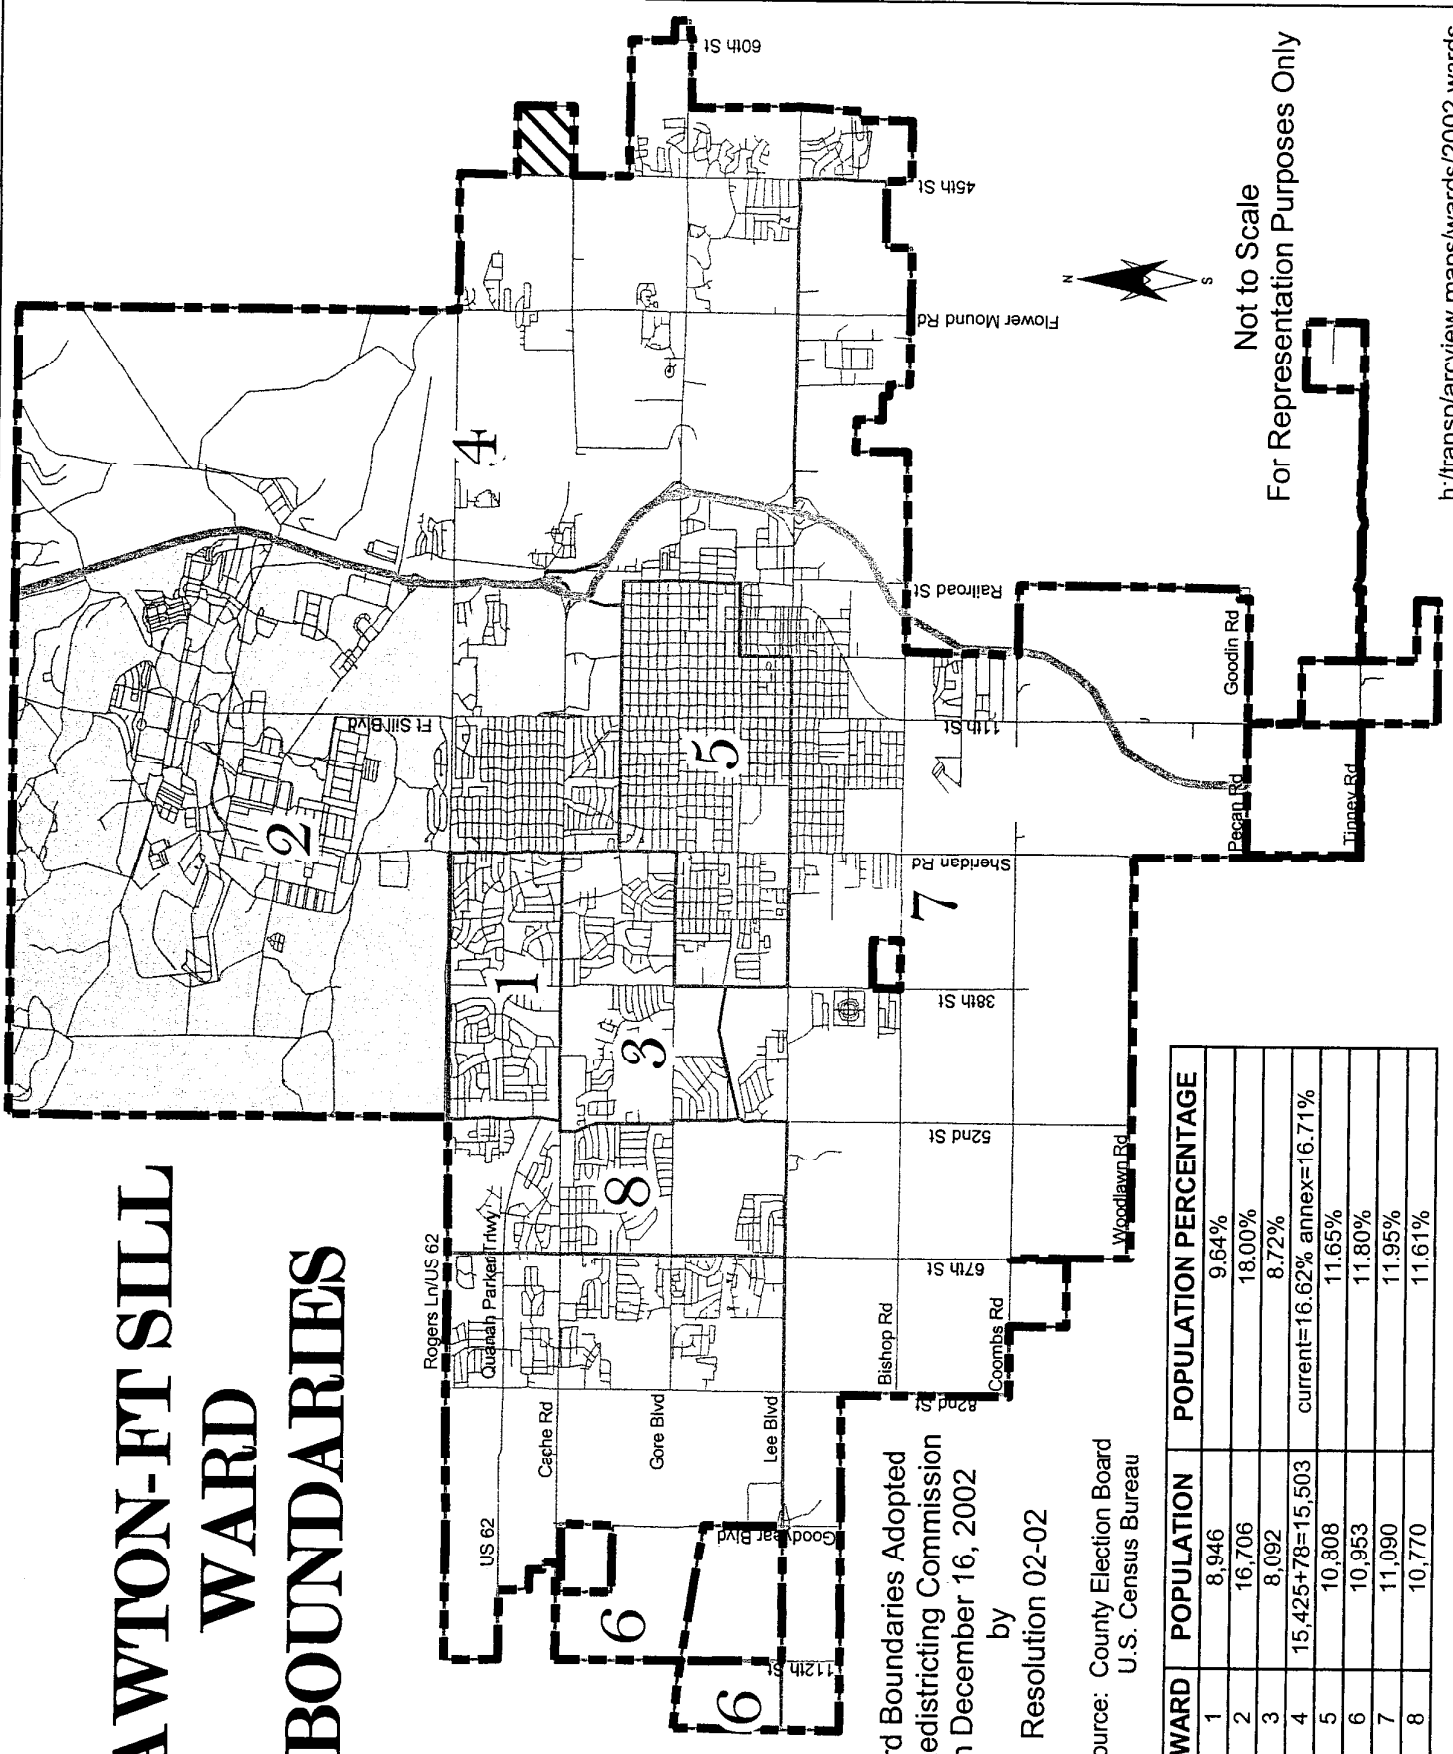 AWTON-FT SILL
WARD
BOUNDARIES
60th St
45th St
Flower Mound Rd
Railroad St
Goodin Rd
11th St
Ft Sill Blvd
Pecan Rd
Tinney Rd
Sheridan Rd
38th St
52nd St
Woodlawn Rd
67th St
Rogers Ln/US 62
Quanah Parker Trlwy
Bishop Rd
Coombs Rd
82nd St
Cache Rd
Gore Blvd
Lee Blvd
US 62
Goodyear Blvd
112th St
1
2
3
4
5
6
6
7
8
N
S
Not to Scale
For Representation Purposes Only
rd Boundaries Adopted
edistricting Commission
n December 16, 2002
by
Resolution 02-02
ource: County Election Board
U.S. Census Bureau
WARD POPULATION POPULATION PERCENTAGE
1 8,946 9.64%
2 16,706 18.00%
3 8,092 8.72%
4 15,425+78=15,503 current=16.62% annex=16.71%
5 10,808 11.65%
6 10,953 11.80%
7 11,090 11.95%
8 10,770 11.61%
h:/transp/arcview maps/wards/2002 wards